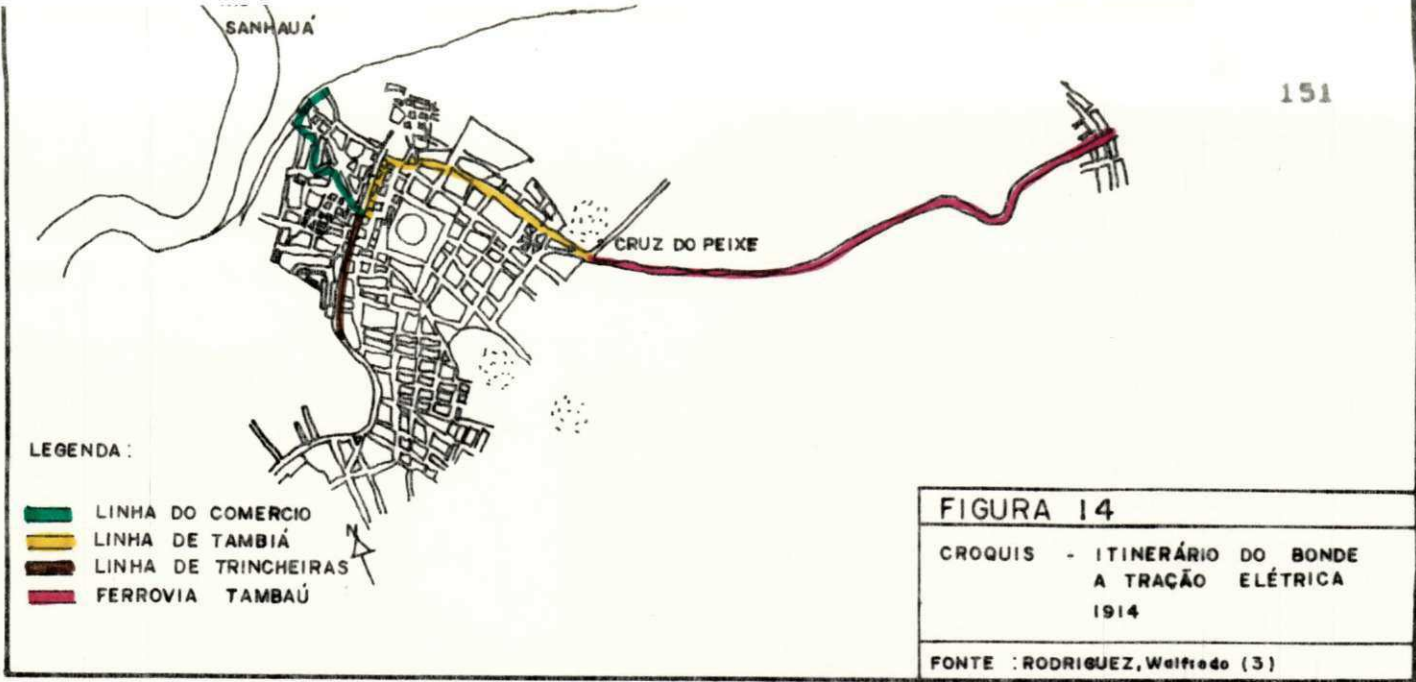 SANHAUÁ
151
CRUZ DO PEIXE
LEGENDA:
LINHA DO COMERCIO
LINHA DE TAMBIÁ
LINHA DE TRINCHEIRAS
FERROVIA TAMBAÚ
N
FIGURA 14
CROQUIS - ITINERÁRIO DO BONDE
A TRAÇÃO ELÉTRICA
1914
FONTE : RODRIGUEZ, Walfredo (3)